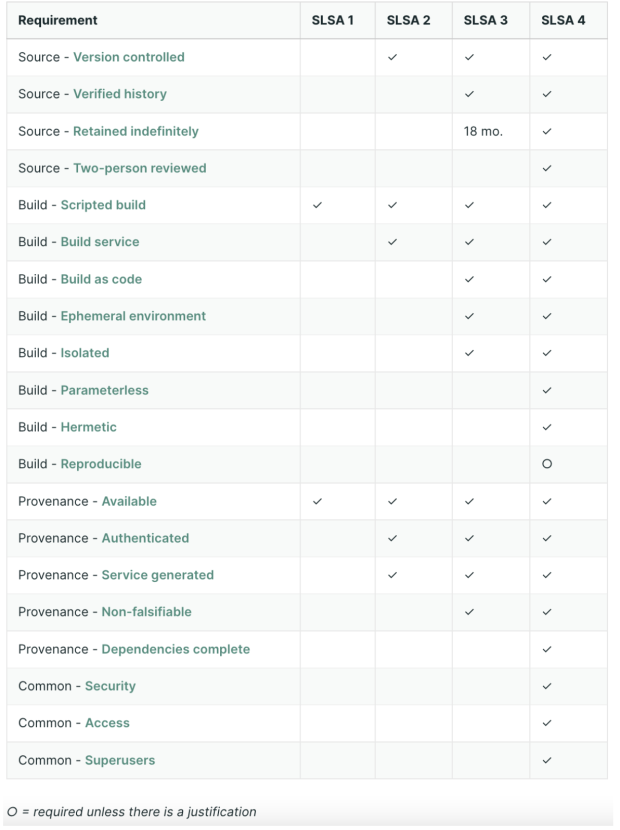 Requirement SLSA 1 SLSA 2 SLSA 3 SLSA 4
Source - Version controlled ✓ ✓ ✓
Source - Verified history ✓ ✓
Source - Retained indefinitely 18 mo. ✓
Source - Two-person reviewed ✓
Build - Scripted build ✓ ✓ ✓ ✓
Build - Build service ✓ ✓ ✓
Build - Build as code ✓ ✓
Build - Ephemeral environment ✓ ✓
Build - Isolated ✓ ✓
Build - Parameterless ✓
Build - Hermetic ✓
Build - Reproducible ○
Provenance - Available ✓ ✓ ✓ ✓
Provenance - Authenticated ✓ ✓ ✓
Provenance - Service generated ✓ ✓ ✓
Provenance - Non-falsifiable ✓ ✓
Provenance - Dependencies complete ✓
Common - Security ✓
Common - Access ✓
Common - Superusers ✓
○ = required unless there is a justification